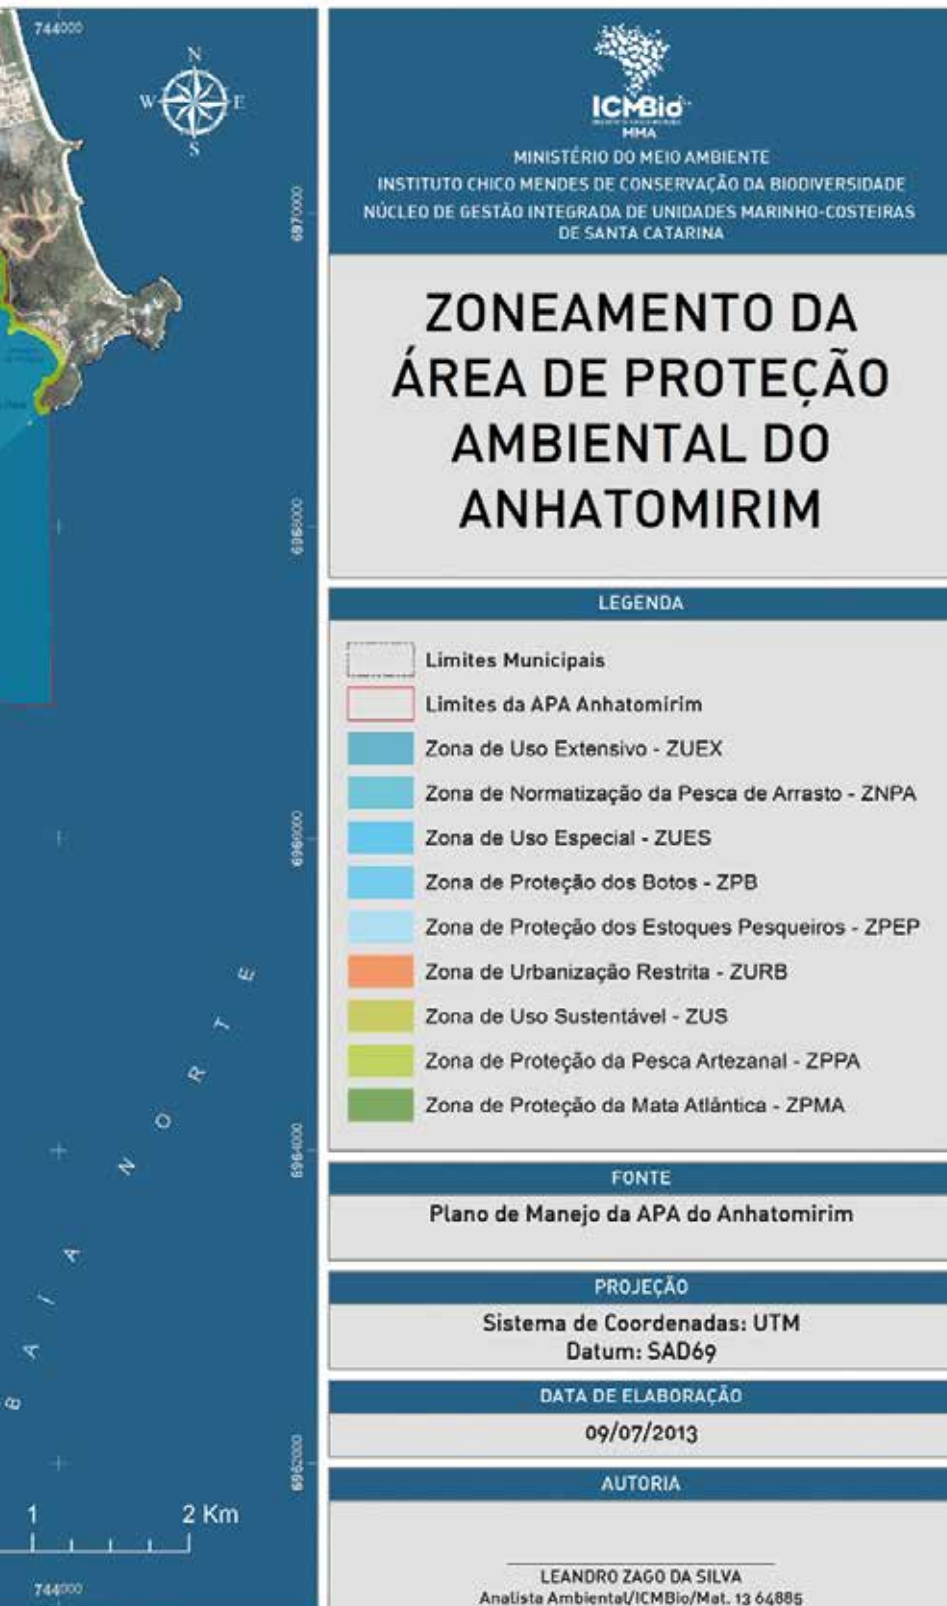 744000
N
W
E
S
6970000
6968000
6966000
6964000
6962000
BAÍA NORTE
1
2 Km
744000
ICMBio
MMA
MINISTÉRIO DO MEIO AMBIENTE
INSTITUTO CHICO MENDES DE CONSERVAÇÃO DA BIODIVERSIDADE
NÚCLEO DE GESTÃO INTEGRADA DE UNIDADES MARINHO-COSTEIRAS
DE SANTA CATARINA
ZONEAMENTO DA
ÁREA DE PROTEÇÃO
AMBIENTAL DO
ANHATOMIRIM
LEGENDA
Limites Municipais
Limites da APA Anhatomirim
Zona de Uso Extensivo - ZUEX
Zona de Normatização da Pesca de Arrasto - ZNPA
Zona de Uso Especial - ZUES
Zona de Proteção dos Botos - ZPB
Zona de Proteção dos Estoques Pesqueiros - ZPEP
Zona de Urbanização Restrita - ZURB
Zona de Uso Sustentável - ZUS
Zona de Proteção da Pesca Artezanal - ZPPA
Zona de Proteção da Mata Atlântica - ZPMA
FONTE
Plano de Manejo da APA do Anhatomirim
PROJEÇÃO
Sistema de Coordenadas: UTM
Datum: SAD69
DATA DE ELABORAÇÃO
09/07/2013
AUTORIA
LEANDRO ZAGO DA SILVA
Analista Ambiental/ICMBio/Mat. 13 64885